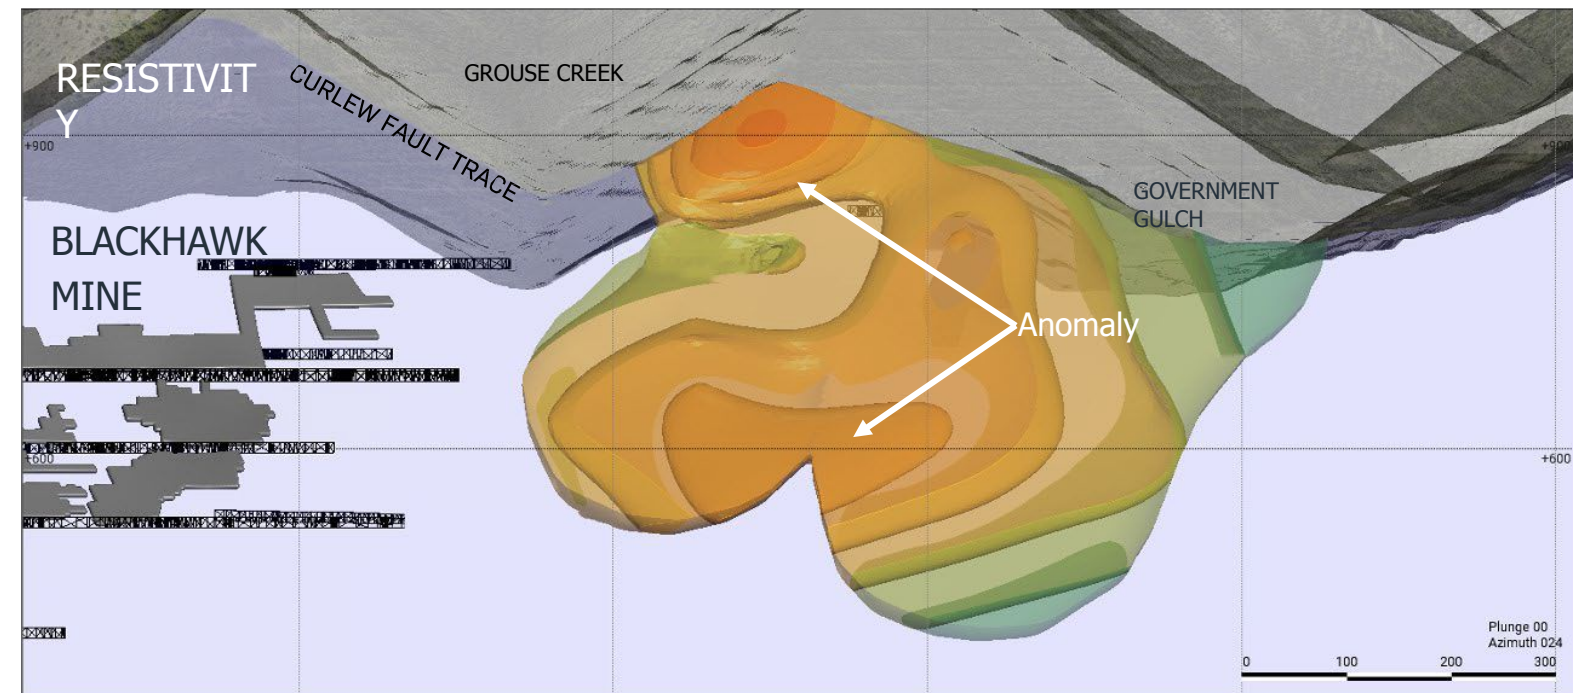 RESISTIVIT
Y
CURLEW FAULT TRACE
GROUSE CREEK
+900
+900
GOVERNMENT
GULCH
BLACKHAWK
MINE
Anomaly
+600
+600
Plunge 00
Azimuth 024
0 100 200 300